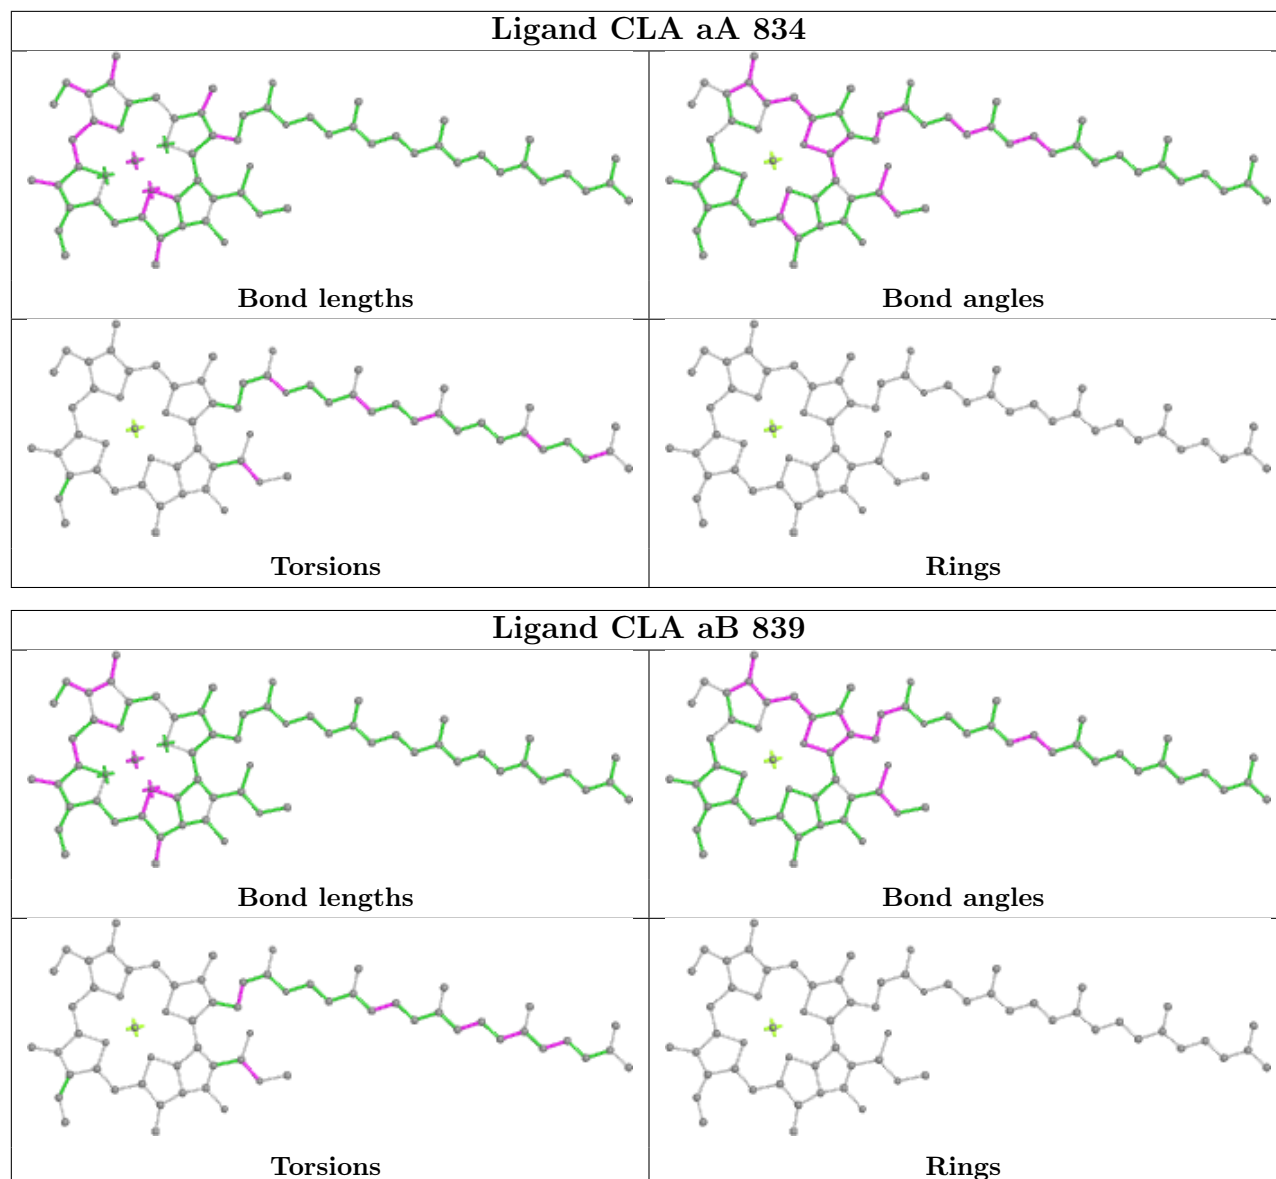 Ligand CLA aA 834
Bond lengths
Bond angles
Torsions
Rings
Ligand CLA aB 839
Bond lengths
Bond angles
Torsions
Rings